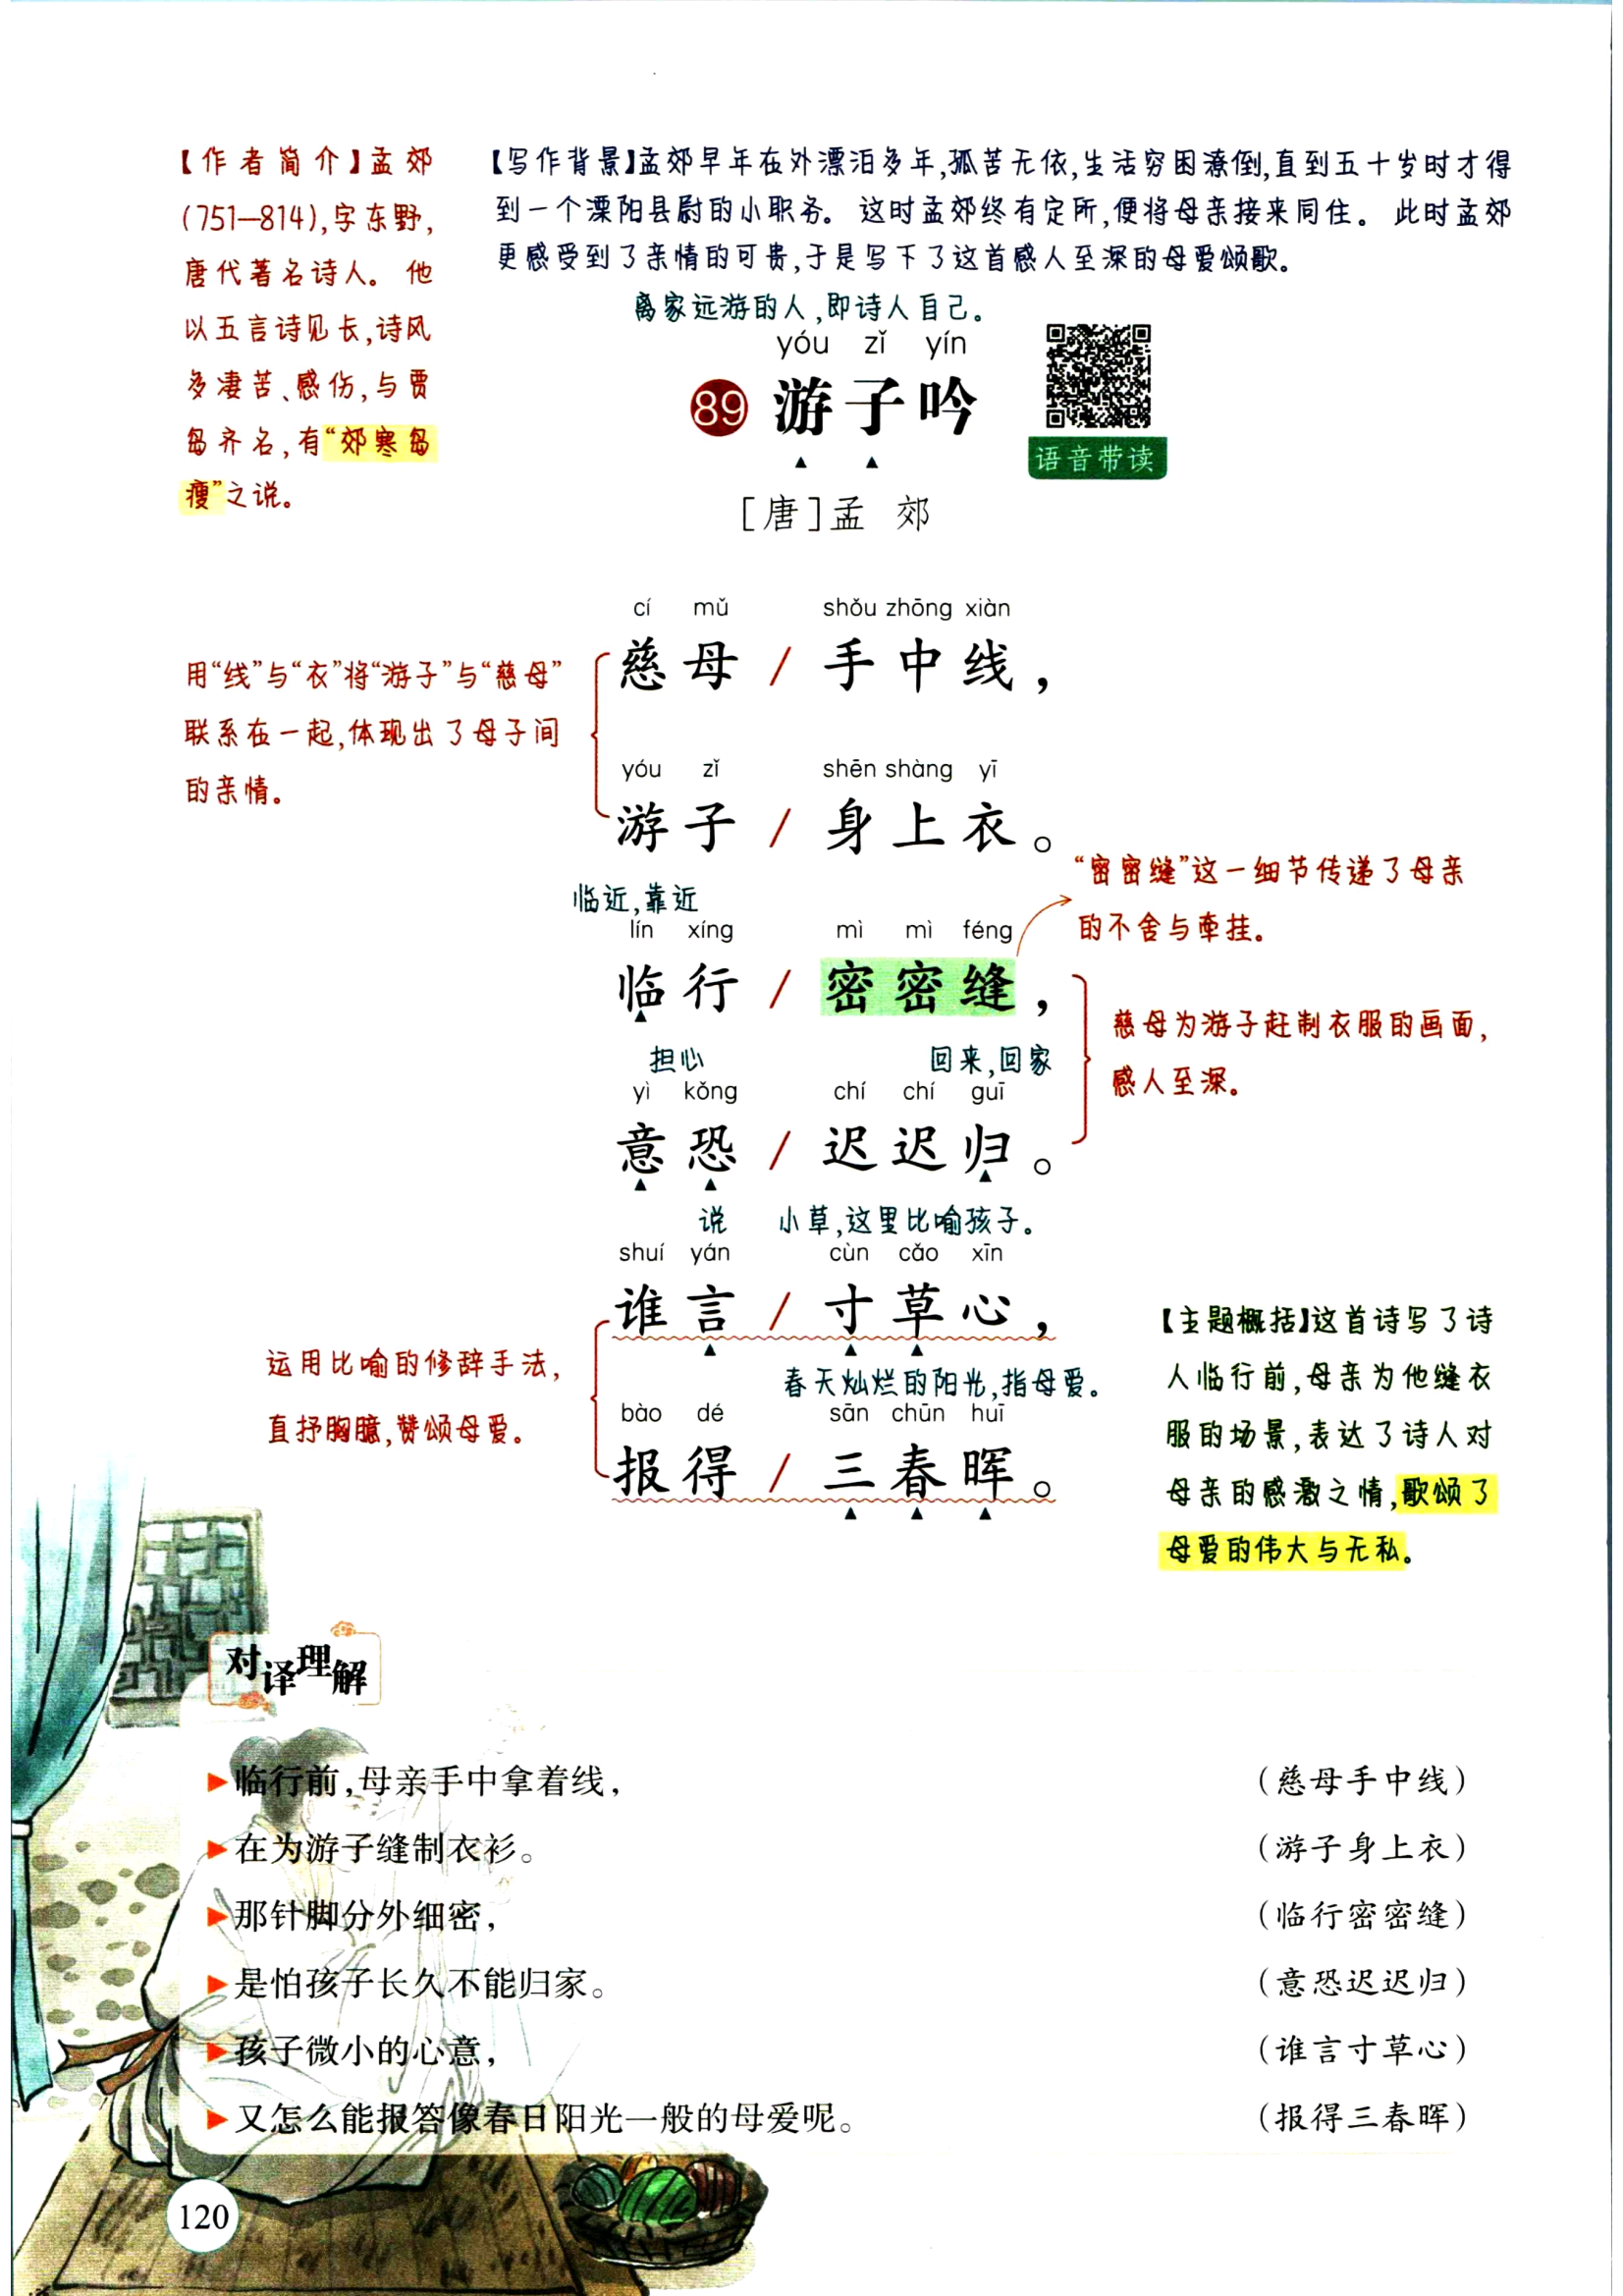 【作者简介】孟郊
(751—814),字东野,
唐代著名诗人。他
以五言诗见长,诗风
多凄苦、感伤,与贾
岛齐名,有“郊寒岛
瘦”之说。
【写作背景】孟郊早年在外漂泊多年,孤苦无依,生活穷困潦倒,直到五十岁时才得
到一个溧阳县尉的小职务。这时孟郊终有定所,便将母亲接来同住。此时孟郊
更感受到了亲情的可贵,于是写下了这首感人至深的母爱颂歌。
离家远游的人,即诗人自己。
yóu zǐ yín
89 游子吟
语音带读
[唐]孟 郊
cí mǔ shǒu zhōng xiàn
慈母/手中线,
用“线”与“衣”将“游子”与“慈母”
联系在一起,体现出了母子间
的亲情。
yóu zǐ shēn shàng yī
游子/身上衣。
“密密缝”这一细节传递了母亲
的不舍与牵挂。
临近,靠近
lín xíng mì mì féng
临行/密密缝,
慈母为游子赶制衣服的画面,
感人至深。
担心 回来,回家
yì kǒng chí chí guī
意恐/迟迟归。
说 小草,这里比喻孩子。
shuí yán cùn cǎo xīn
谁言/寸草心,
运用比喻的修辞手法,
直抒胸臆,赞颂母爱。
春天灿烂的阳光,指母爱。
bào dé sān chūn huī
报得/三春晖。
【主题概括】这首诗写了诗
人临行前,母亲为他缝衣
服的场景,表达了诗人对
母亲的感激之情,歌颂了
母爱的伟大与无私。
对译理解
▶临行前,母亲手中拿着线, (慈母手中线)
▶在为游子缝制衣衫。 (游子身上衣)
▶那针脚分外细密, (临行密密缝)
▶是怕孩子长久不能归家。 (意恐迟迟归)
▶孩子微小的心意, (谁言寸草心)
▶又怎么能报答像春日阳光一般的母爱呢。 (报得三春晖)
120